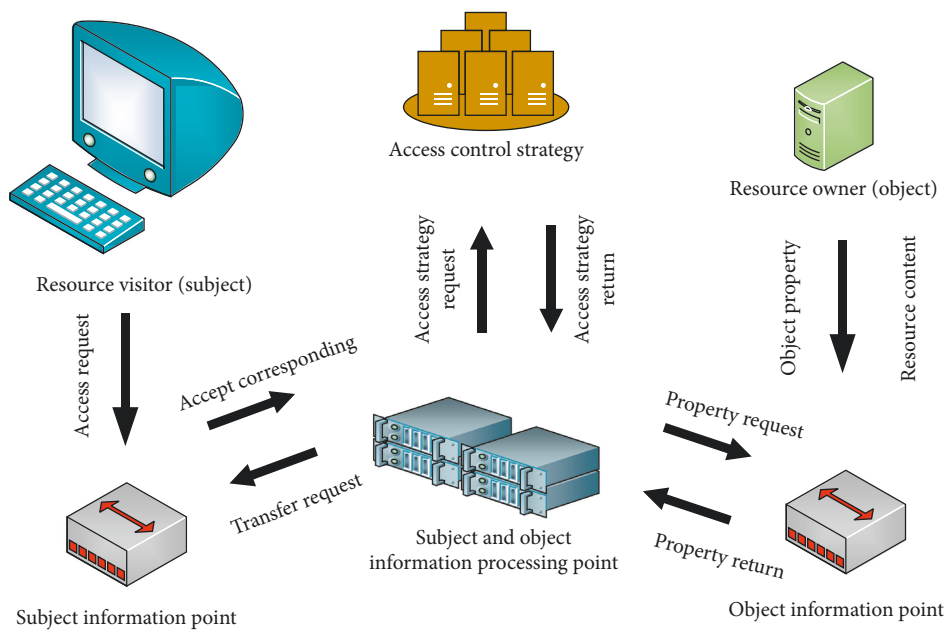 Access control strategy
Resource owner (object)
Resource visitor (subject)
Access strategy
request
Access strategy
return
Object property
Resource content
Access request
Accept corresponding
Transfer request
Property request
Property return
Subject and object
information processing point
Subject information point
Object information point